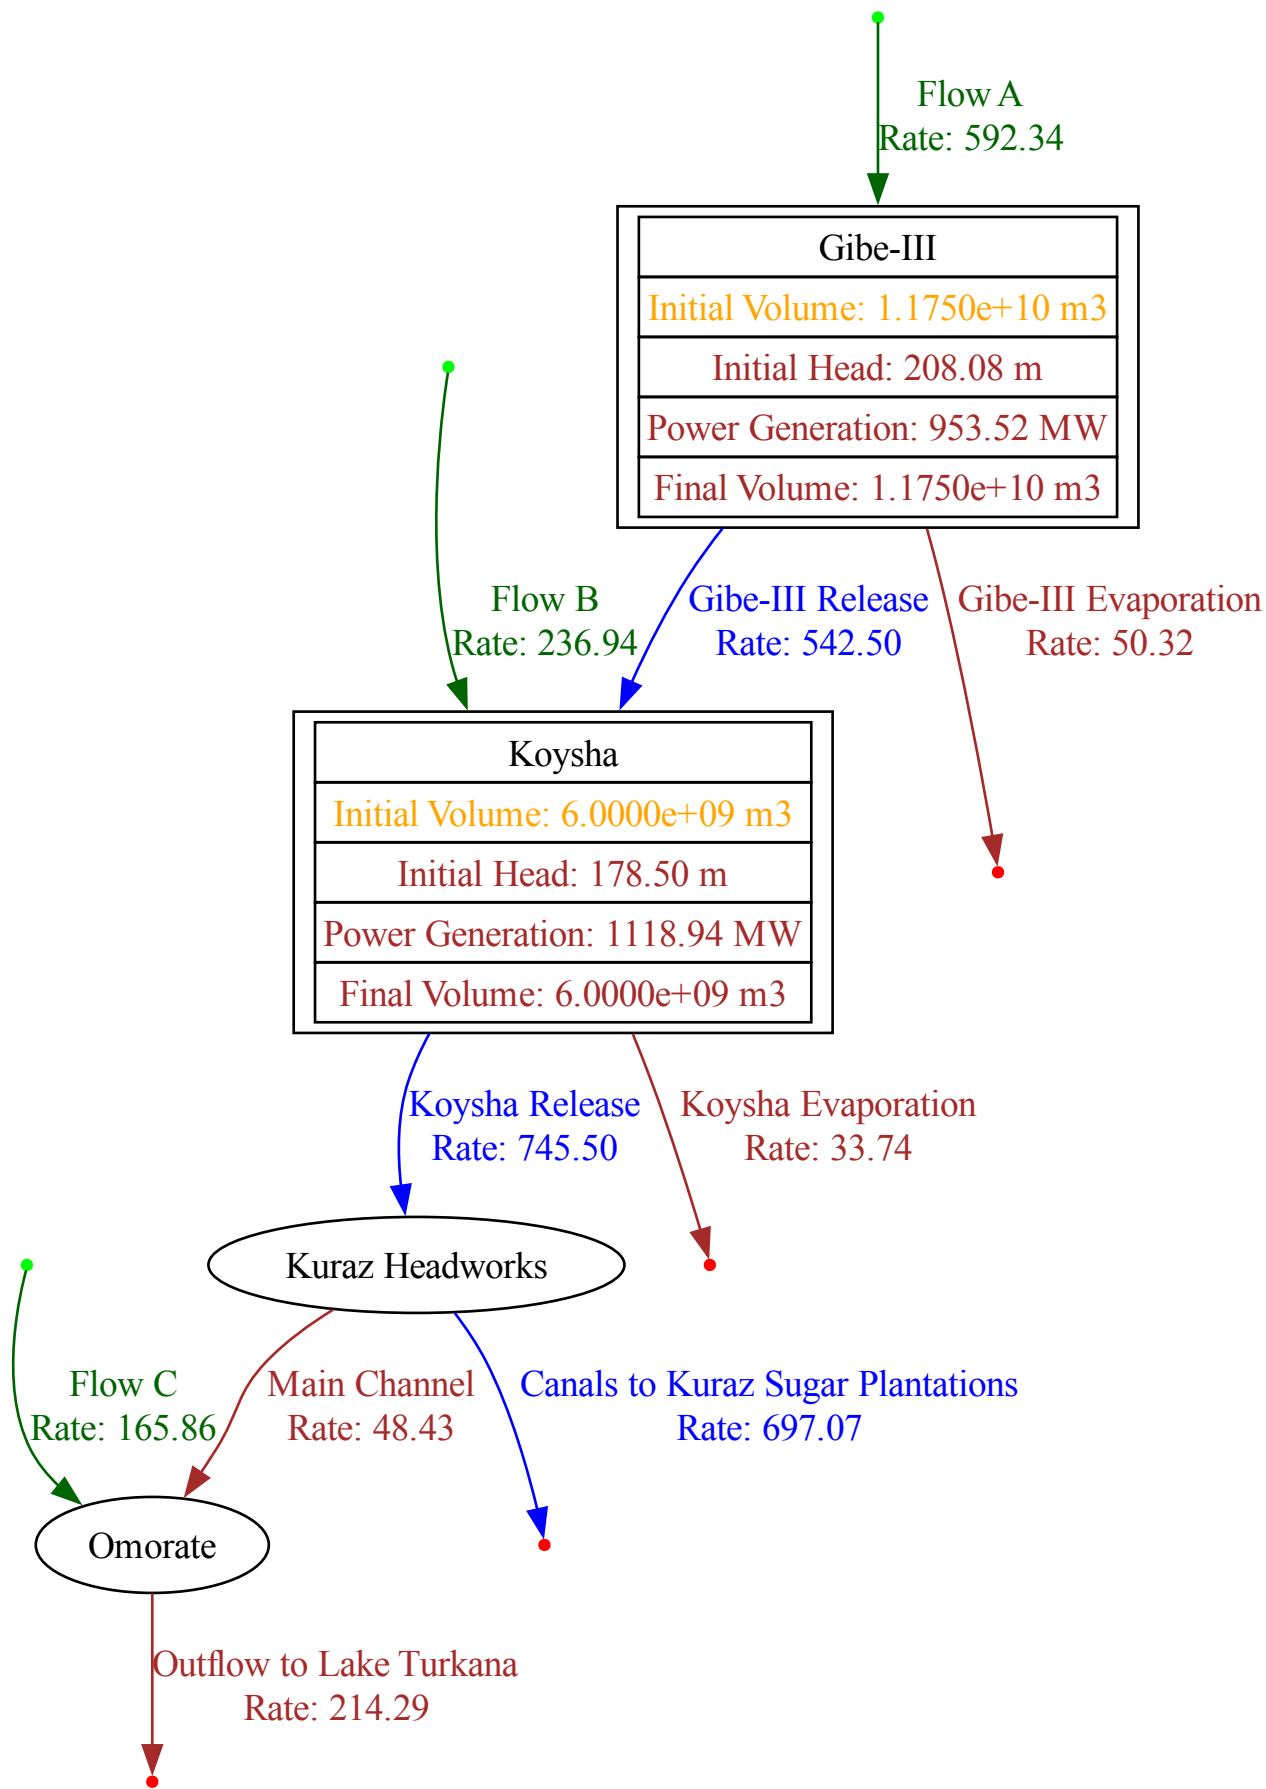 Flow A
Rate: 592.34
Gibe-III
Initial Volume: 1.1750e+10 m3
Initial Head: 208.08 m
Power Generation: 953.52 MW
Final Volume: 1.1750e+10 m3
Flow B
Rate: 236.94
Gibe-III Release
Rate: 542.50
Gibe-III Evaporation
Rate: 50.32
Koysha
Initial Volume: 6.0000e+09 m3
Initial Head: 178.50 m
Power Generation: 1118.94 MW
Final Volume: 6.0000e+09 m3
Koysha Release
Rate: 745.50
Koysha Evaporation
Rate: 33.74
Kuraz Headworks
Flow C
Rate: 165.86
Main Channel
Rate: 48.43
Canals to Kuraz Sugar Plantations
Rate: 697.07
Omorate
Outflow to Lake Turkana
Rate: 214.29